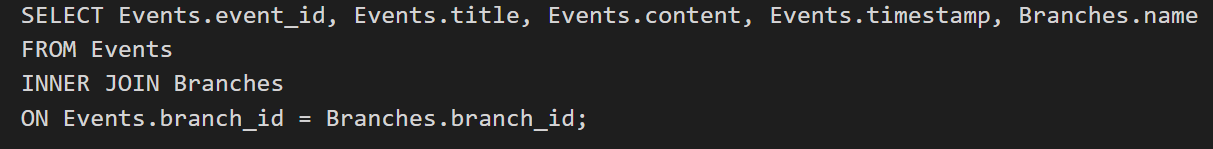 SELECT Events.event_id, Events.title, Events.content, Events.timestamp, Branches.name
FROM Events
INNER JOIN Branches
ON Events.branch_id = Branches.branch_id;